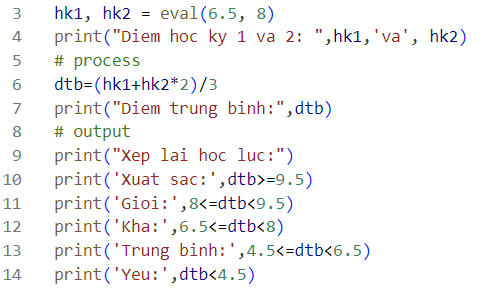 3 hk1, hk2 = eval(6.5, 8)
4 print("Diem hoc ky 1 va 2: ",hk1,'va', hk2)
5 # process
6 dtb=(hk1+hk2*2)/3
7 print("Diem trung binh:",dtb)
8 # output
9 print("Xep lai hoc luc:")
10 print('Xuat sac:',dtb>=9.5)
11 print('Gioi:',8<=dtb<9.5)
12 print('Kha:',6.5<=dtb<8)
13 print('Trung binh:',4.5<=dtb<6.5)
14 print('Yeu:',dtb<4.5)